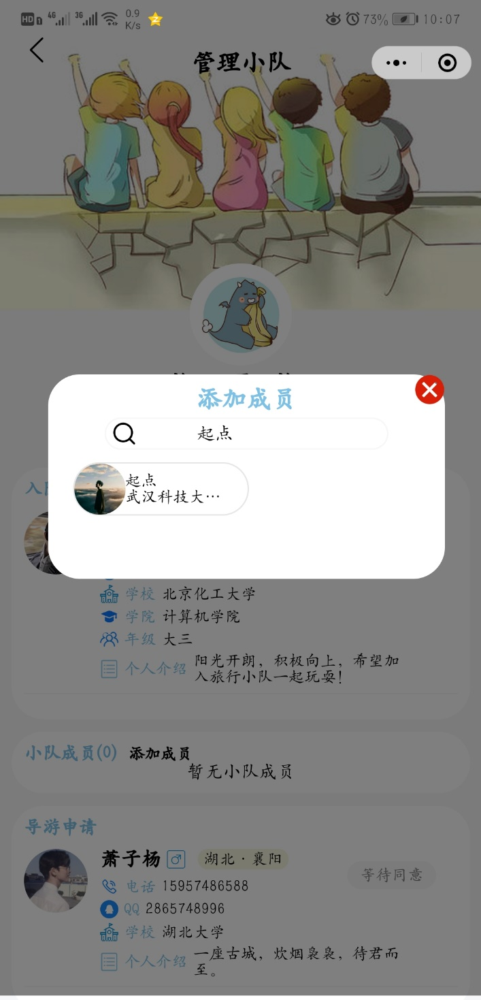 HD 4G 3G 0.9 K/s 73% 10:07
管理小队
添加成员
起点
起点
武汉科技大…
学校 北京化工大学
学院 计算机学院
年级 大三
个人介绍 阳光开朗，积极向上，希望加
入旅行小队一起玩耍！
小队成员(0) 添加成员
暂无小队成员
导游申请
萧子杨 湖北·襄阳
等待同意
电话 15957486588
QQ 2865748996
学校 湖北大学
个人介绍 一座古城，炊烟袅袅，待君而
至。